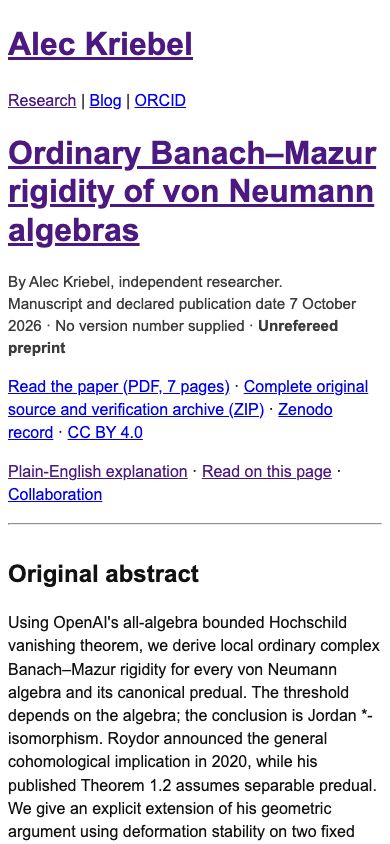 Alec Kriebel
Research | Blog | ORCID
Ordinary Banach–Mazur
rigidity of von Neumann
algebras
By Alec Kriebel, independent researcher.
Manuscript and declared publication date 7 October
2026 · No version number supplied · Unrefereed
preprint
Read the paper (PDF, 7 pages) · Complete original
source and verification archive (ZIP) · Zenodo
record · CC BY 4.0
Plain-English explanation · Read on this page ·
Collaboration
Original abstract
Using OpenAI's all-algebra bounded Hochschild
vanishing theorem, we derive local ordinary complex
Banach–Mazur rigidity for every von Neumann
algebra and its canonical predual. The threshold
depends on the algebra; the conclusion is Jordan *-
isomorphism. Roydor announced the general
cohomological implication in 2020, while his
published Theorem 1.2 assumes separable predual.
We give an explicit extension of his geometric
argument using deformation stability on two fixed